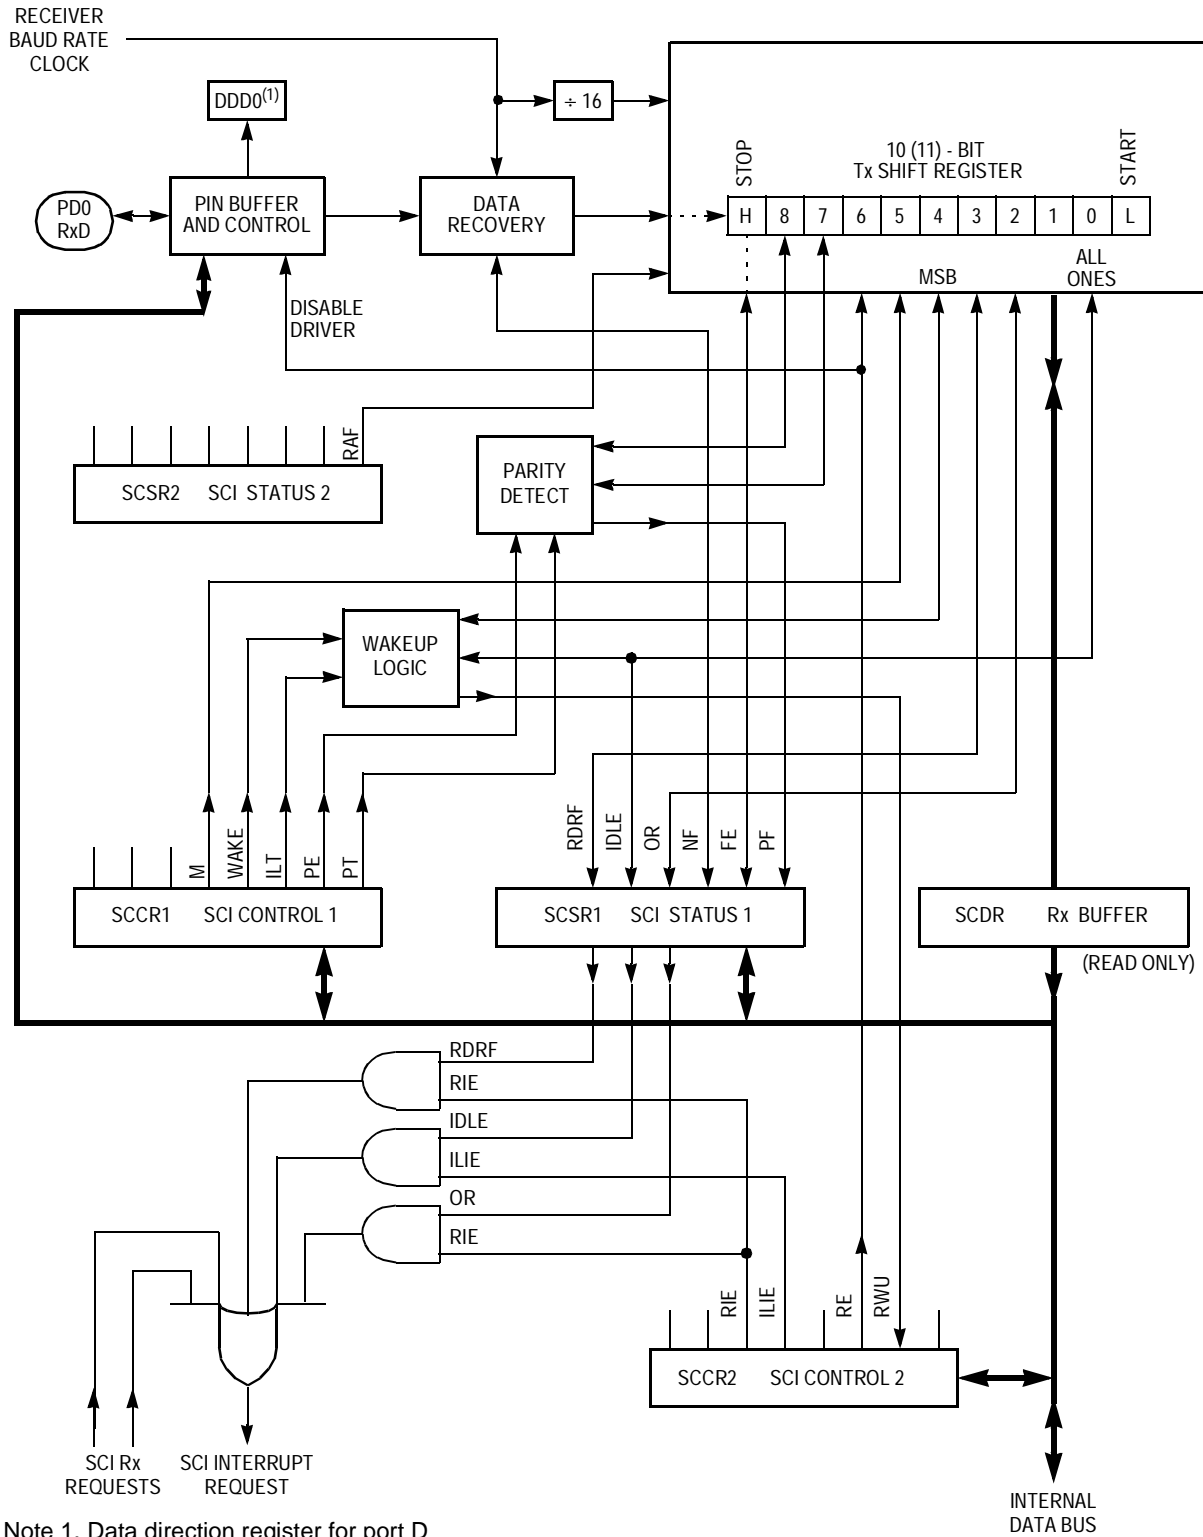 RECEIVER
BAUD RATE
CLOCK
DDD0(1)
÷ 16
STOP
10 (11) - BIT
Tx SHIFT REGISTER
START
PD0
RxD
PIN BUFFER
AND CONTROL
DATA
RECOVERY
H 8 7 6 5 4 3 2 1 0 L
MSB
ALL
ONES
DISABLE
DRIVER
RAF
SCSR2 SCI STATUS 2
PARITY
DETECT
WAKEUP
LOGIC
M
WAKE
ILT
PE
PT
RDRF
IDLE
OR
NF
FE
PF
SCCR1 SCI CONTROL 1
SCSR1 SCI STATUS 1
SCDR Rx BUFFER
(READ ONLY)
RDRF
RIE
IDLE
ILIE
OR
RIE
RIE
ILIE
RE
RWU
SCCR2 SCI CONTROL 2
SCI Rx
REQUESTS
SCI INTERRUPT
REQUEST
INTERNAL
DATA BUS
Note 1. Data direction register for port D